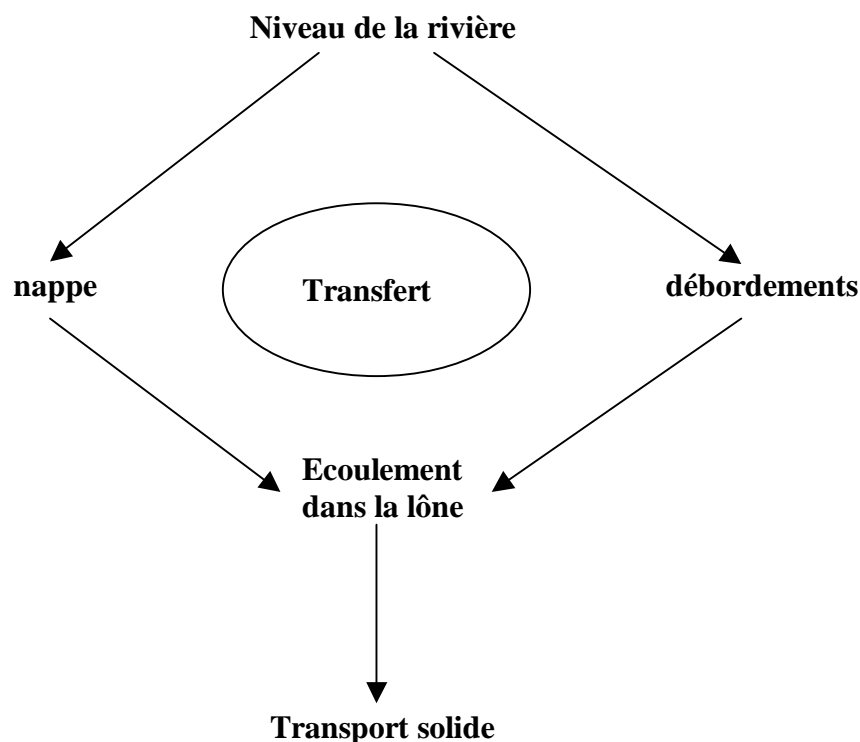 Niveau de la rivière
nappe
Transfert
débordements
Ecoulement
dans la lône
Transport solide